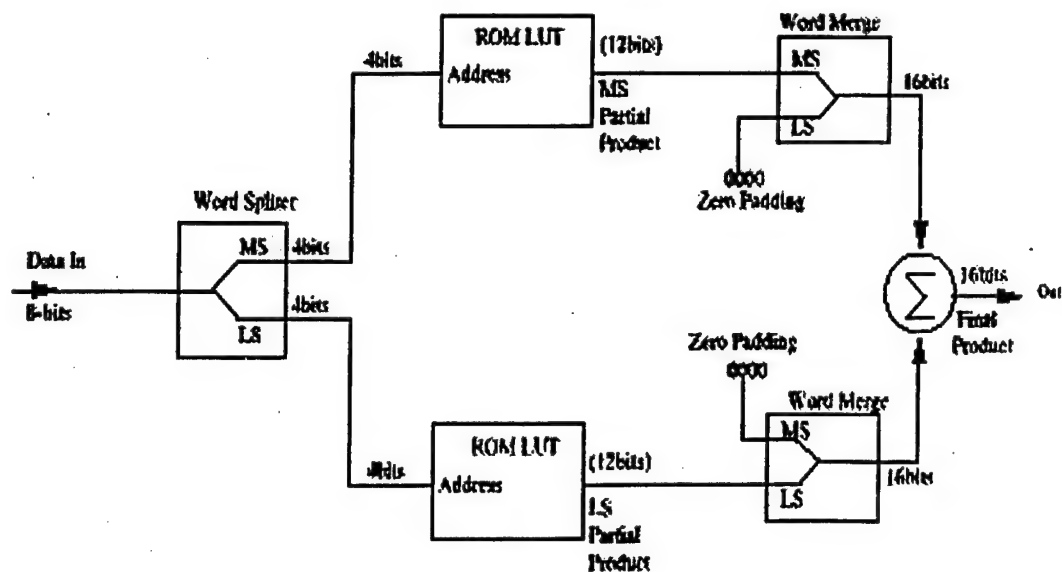 Word Merge
ROM LUT
(12bits)
4bits
Address
MS
16bits
MS
Partial
Product
LS
0000
Zero Padding
Word Spliter
Data In
MS
4bits
8-bits
4bits
LS
16bits
Out
Final
Product
Zero Padding
0000
Word Merge
ROM LUT
MS
(12bits)
4bits
Address
16bits
LS
LS
Partial
Product